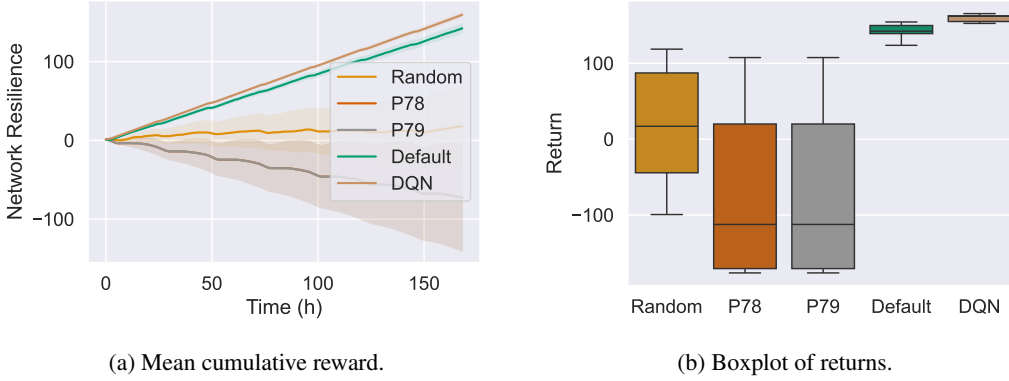 Network Resilience
100
0
−100
0
50
100
150
Time (h)
Random
P78
P79
Default
DQN
(a) Mean cumulative reward.
Return
100
0
−100
Random
P78
P79
Default
DQN
(b) Boxplot of returns.